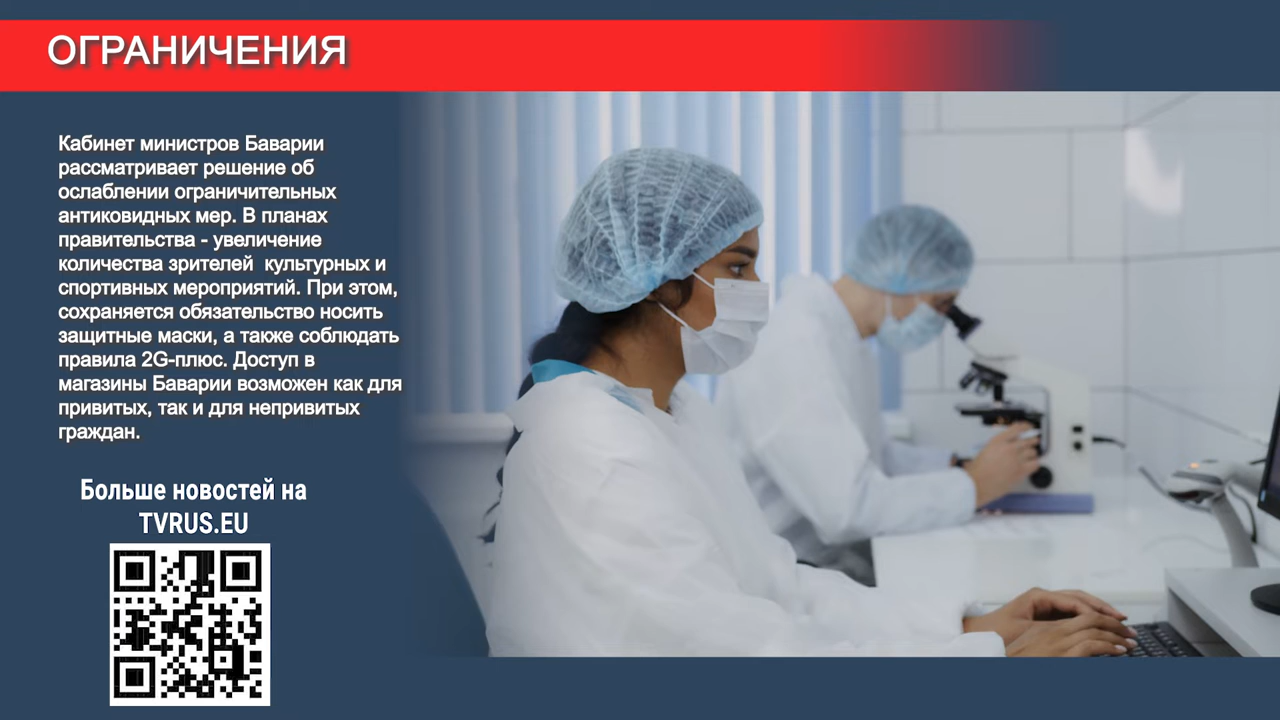 ОГРАНИЧЕНИЯ
Кабинет министров Баварии
рассматривает решение об
ослаблении ограничительных
антиковидных мер. В планах
правительства - увеличение
количества зрителей  культурных и
спортивных мероприятий. При этом,
сохраняется обязательство носить
защитные маски, а также соблюдать
правила 2G-плюс. Доступ в
магазины Баварии возможен как для
привитых, так и для непривитых
граждан.
Больше новостей на
TVRUS.EU